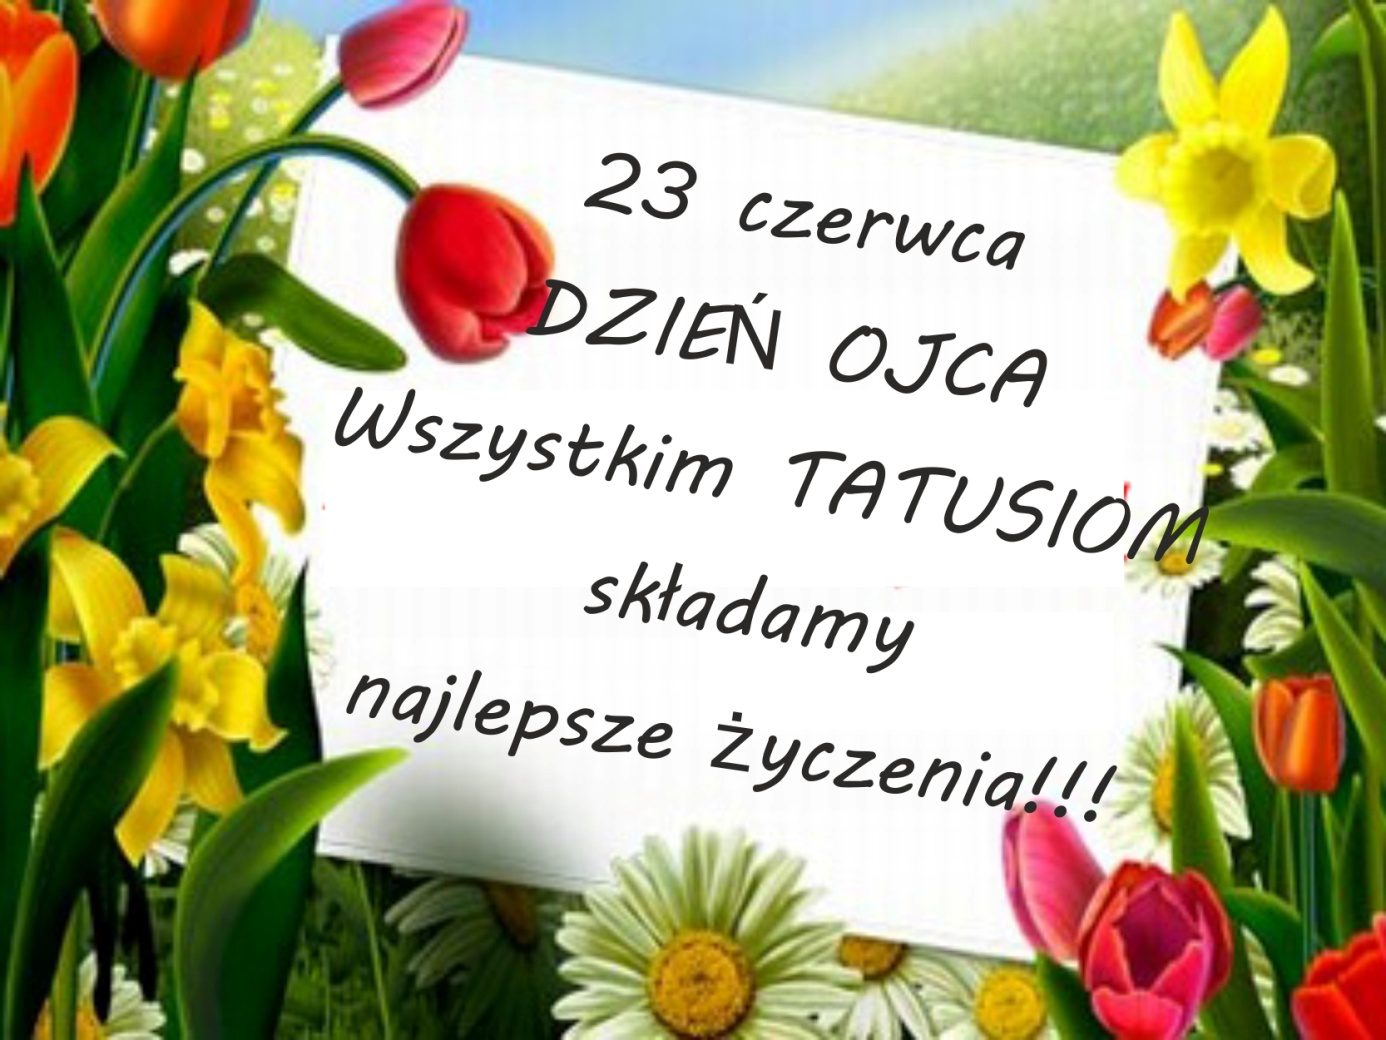 23 czerwca
DZIEŃ OJCA
Wszystkim TATUSIOM
składamy
najlepsze życzenia!!!